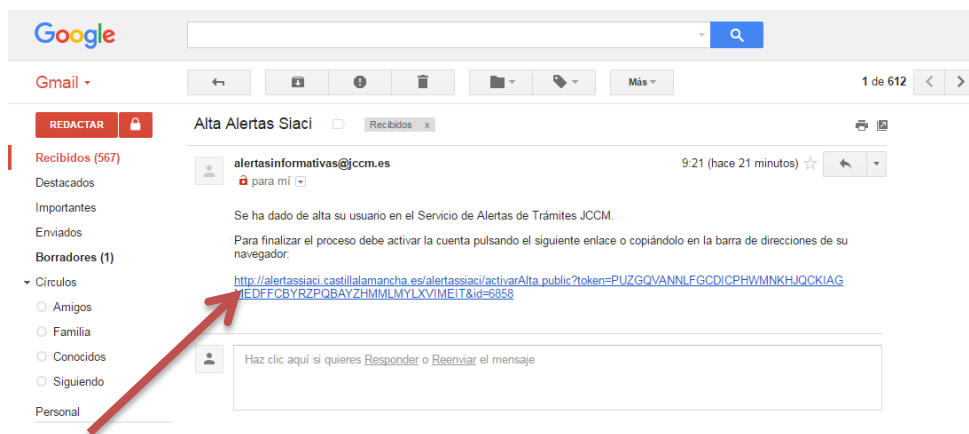 Google
Gmail
Más
1 de 612
REDACTAR
Alta Alertas Siaci
Recibidos x
Recibidos (567)
Destacados
Importantes
Enviados
Borradores (1)
Círculos
Amigos
Familia
Conocidos
Siguiendo
Personal
alertasinformativas@jccm.es
9:21 (hace 21 minutos)
para mí
Se ha dado de alta su usuario en el Servicio de Alertas de Trámites JCCM.
Para finalizar el proceso debe activar la cuenta pulsando el siguiente enlace o copiándolo en la barra de direcciones de su
navegador:
http://alertassiaci.castillalamancha.es/alertassiaci/activarAlta.public?token=PUZGQVANNLFGCDICPHWMNKHJQCKIAG
MEDFFCBYRZPQBAYZHMMLMYLXVIMEIT&id=6858
Haz clic aquí si quieres Responder o Reenviar el mensaje